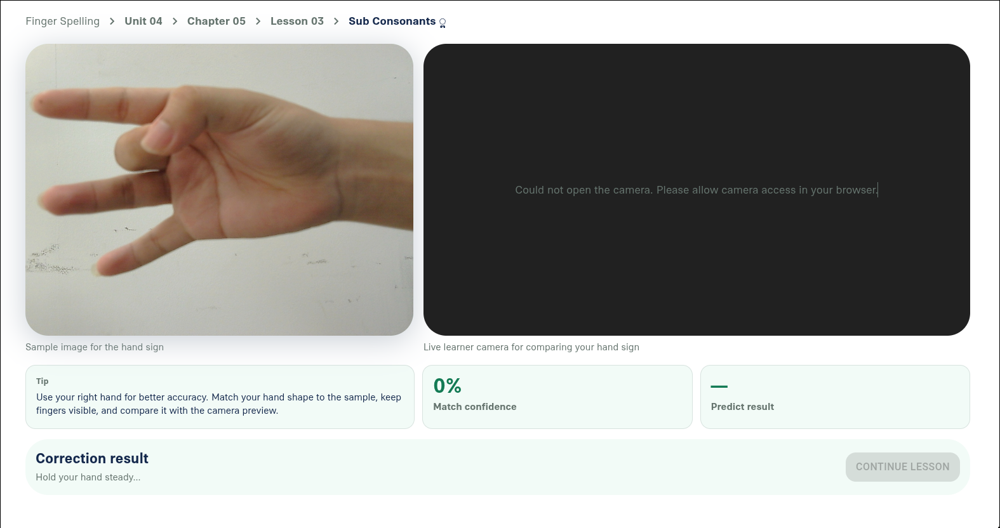 Finger Spelling > Unit 04 > Chapter 05 > Lesson 03 > Sub Consonants
Could not open the camera. Please allow camera access in your browser.
Sample image for the hand sign
Live learner camera for comparing your hand sign
Tip
Use your right hand for better accuracy. Match your hand shape to the sample, keep
fingers visible, and compare it with the camera preview.
0%
Match confidence
—
Predict result
Correction result
Hold your hand steady...
CONTINUE LESSON